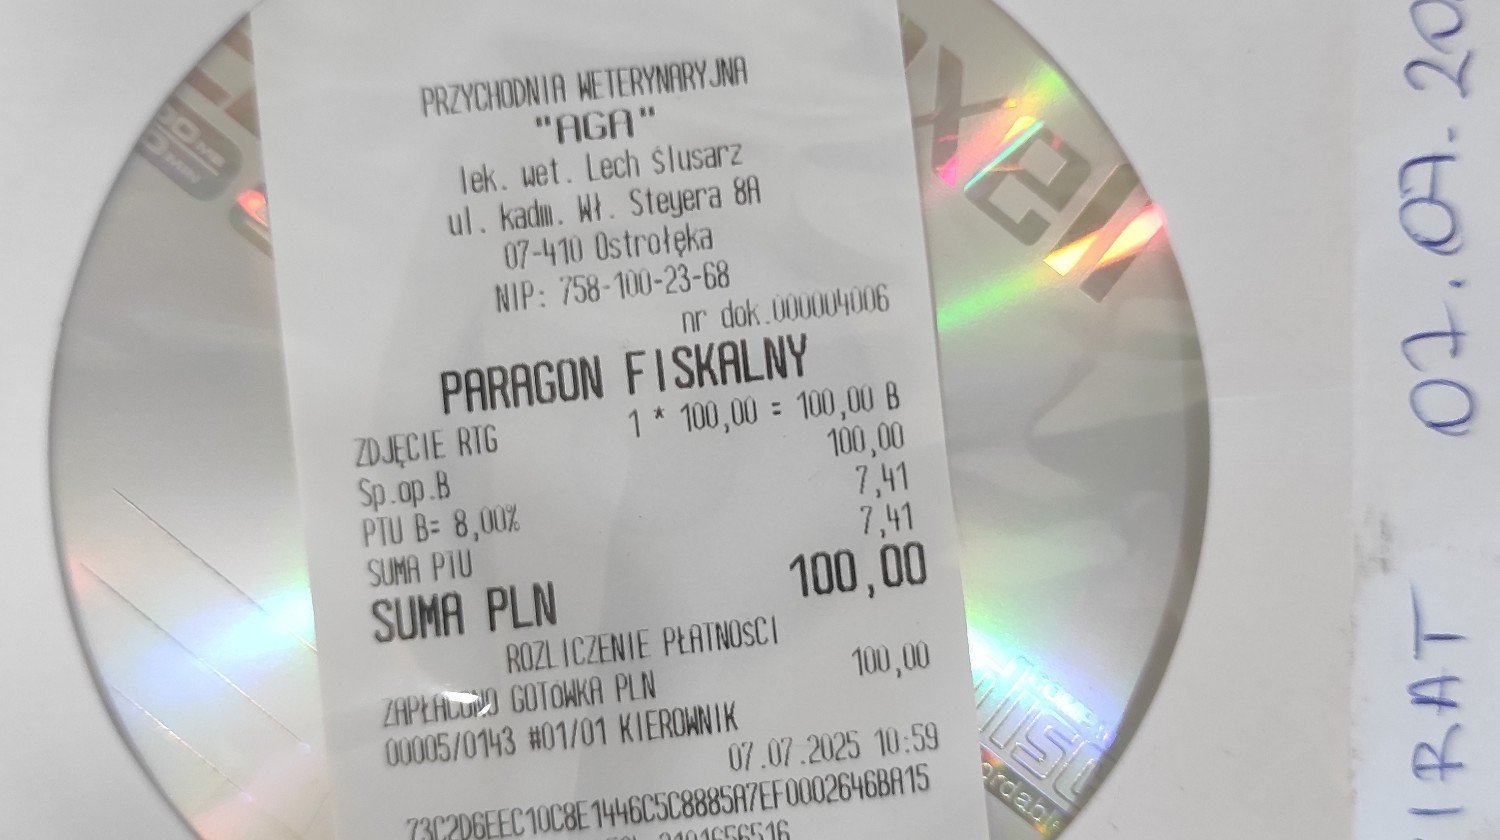 PRZYCHODNIA WETERYNARYJNA
"AGA"
lek. wet. Lech Ślusarz
ul. kadm. Wł. Steyera 8A
07-410 Ostrołęka
NIP: 758-100-23-68
nr dok.000004006
PARAGON FISKALNY
ZDJĘCIE RTG 1 * 100,00 = 100,00 B
Sp.op.B 100,00
PTU B= 8,00% 7,41
SUMA PTU 7,41
SUMA PLN 100,00
ROZLICZENIE PŁATNOŚCI
ZAPŁACONO GOTÓWKA PLN 100,00
00005/0143 #01/01 KIEROWNIK
07.07.2025 10:59
73C2D6EEC10C8E1446C5C8885A7EF0002646BA15